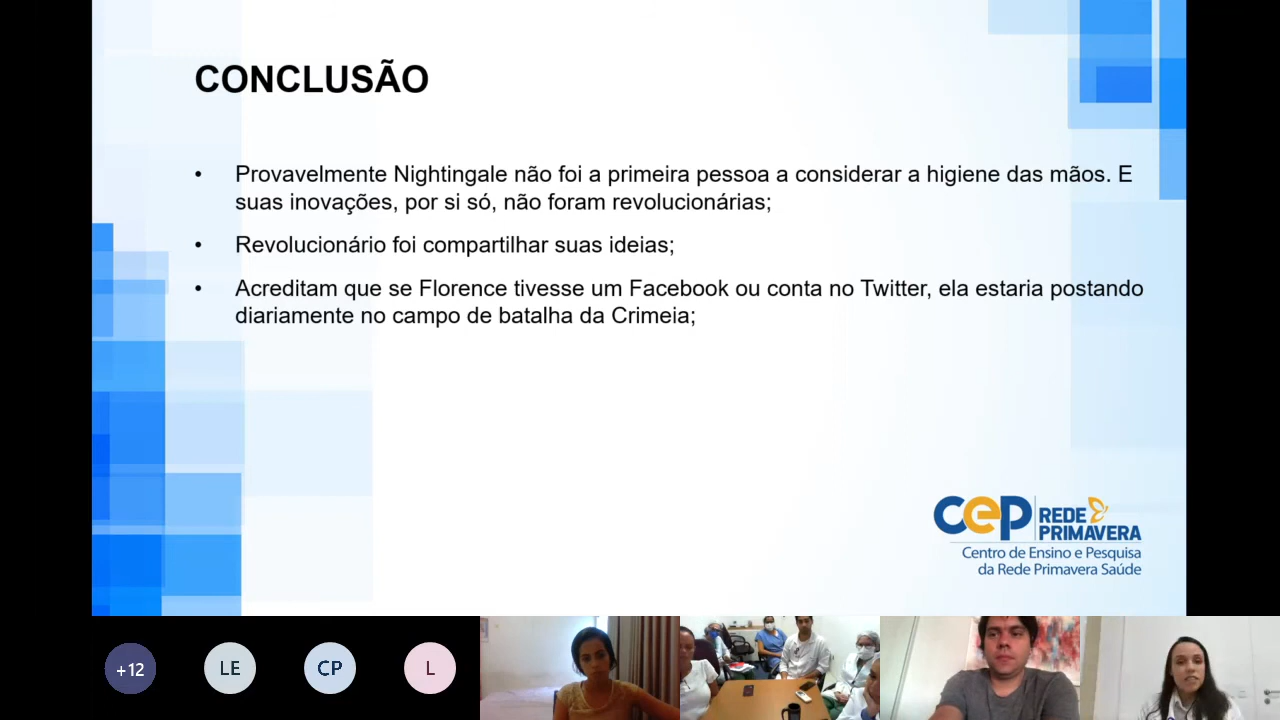 CONCLUSÃO
• Provavelmente Nightingale não foi a primeira pessoa a considerar a higiene das mãos. E
suas inovações, por si só, não foram revolucionárias;
• Revolucionário foi compartilhar suas ideias;
• Acreditam que se Florence tivesse um Facebook ou conta no Twitter, ela estaria postando
diariamente no campo de batalha da Crimeia;
cep REDE
PRIMAVERA
Centro de Ensino e Pesquisa
da Rede Primavera Saúde
+12 LE CP L